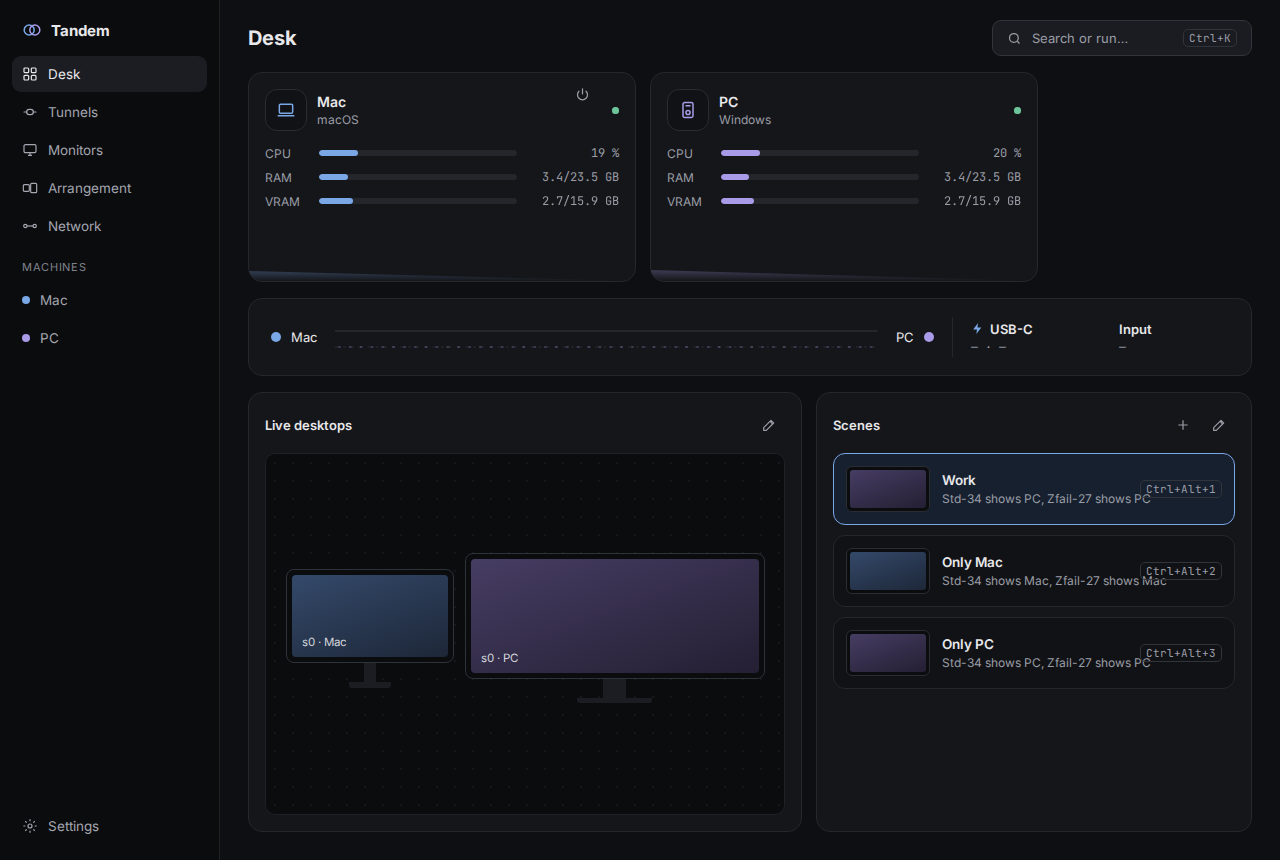 Tandem
Desk
Tunnels
Monitors
Arrangement
Network
MACHINES
Mac
PC
Settings
Desk
Search or run...
Ctrl+K
Mac
macOS
CPU
19 %
RAM
3.4/23.5 GB
VRAM
2.7/15.9 GB
PC
Windows
CPU
20 %
RAM
3.4/23.5 GB
VRAM
2.7/15.9 GB
Mac
PC
USB-C
– · –
Input
–
Live desktops
s0 · Mac
s0 · PC
Scenes
Work
Std-34 shows PC, Zfail-27 shows PC
Ctrl+Alt+1
Only Mac
Std-34 shows Mac, Zfail-27 shows Mac
Ctrl+Alt+2
Only PC
Std-34 shows PC, Zfail-27 shows PC
Ctrl+Alt+3